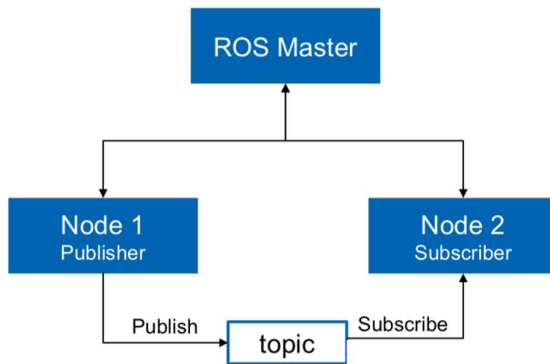 ROS Master
Node 1
Publisher
Node 2
Subscriber
Publish
topic
Subscribe